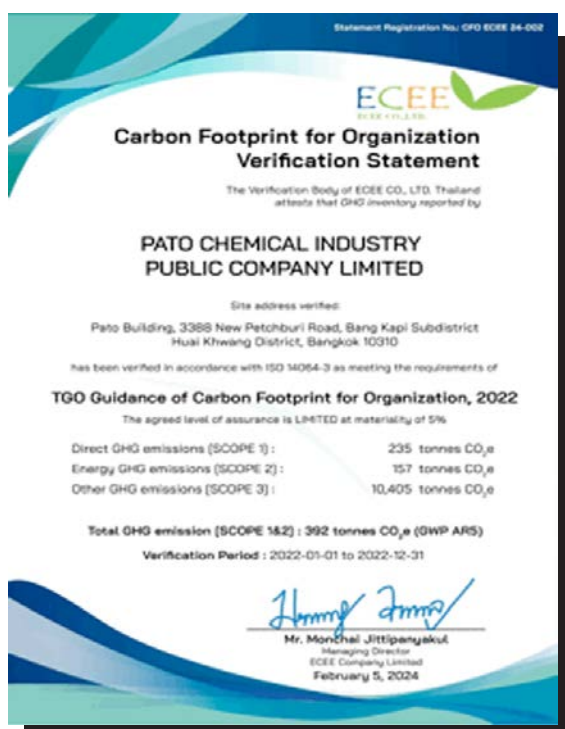 Statement Registration No.: CFO ECEE 24-002
ECEE
ECEE CO.,LTD.
Carbon Footprint for Organization
Verification Statement
The Verification Body of ECEE CO., LTD. Thailand
attests that GHG inventory reported by
PATO CHEMICAL INDUSTRY
PUBLIC COMPANY LIMITED
Site address verified:
Pato Building, 3388 New Petchburi Road, Bang Kapi Subdistrict
Huai Khwang District, Bangkok 10310
has been verified in accordance with ISO 14064-3 as meeting the requirements of
TGO Guidance of Carbon Footprint for Organization, 2022
The agreed level of assurance is LIMITED at materiality of 5%
Direct GHG emissions (SCOPE 1) : 235 tonnes CO₂e
Energy GHG emissions (SCOPE 2) : 157 tonnes CO₂e
Other GHG emissions (SCOPE 3) : 10,405 tonnes CO₂e
Total GHG emission (SCOPE 1&2) : 392 tonnes CO₂e (GWP AR5)
Verification Period : 2022-01-01 to 2022-12-31
Mr. Monchai Jittipanyakul
Managing Director
ECEE Company Limited
February 5, 2024